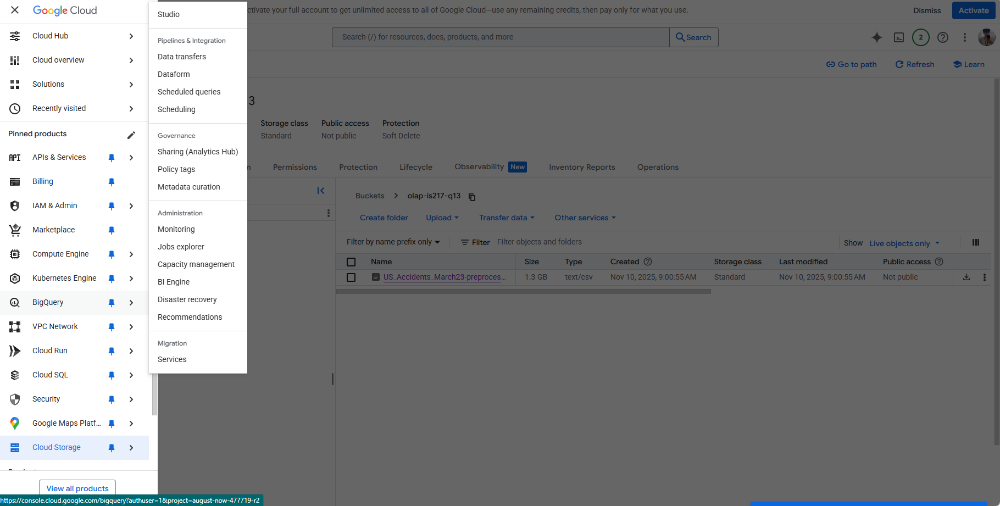 Google Cloud
Cloud Hub
Cloud overview
Solutions
Recently visited
Pinned products
API APIs & Services
Billing
IAM & Admin
Marketplace
Compute Engine
Kubernetes Engine
BigQuery
VPC Network
Cloud Run
Cloud SQL
Security
Google Maps Platf...
Cloud Storage
View all products
https://console.cloud.google.com/bigquery?authuser=1&project=august-now-477719-r2
Studio
Pipelines & Integration
Data transfers
Dataform
Scheduled queries
Scheduling
Governance
Sharing (Analytics Hub)
Policy tags
Metadata curation
Administration
Monitoring
Jobs explorer
Capacity management
BI Engine
Disaster recovery
Recommendations
Migration
Services
ctivate your full account to get unlimited access to all of Google Cloud—use any remaining credits, then pay only for what you use.
Dismiss Activate
Search (/) for resources, docs, products, and more Search
2
Go to path Refresh Learn
3
Storage class Public access Protection
Standard Not public Soft Delete
n Permissions Protection Lifecycle Observability New Inventory Reports Operations
Buckets olap-is217-q13
Create folder Upload Transfer data Other services
Filter by name prefix only Filter Filter objects and folders Show Live objects only
Name Size Type Created Storage class Last modified Public access
US_Accidents_March23-preproces... 1.3 GB text/csv Nov 10, 2025, 9:00:55 AM Standard Nov 10, 2025, 9:00:55 AM Not public